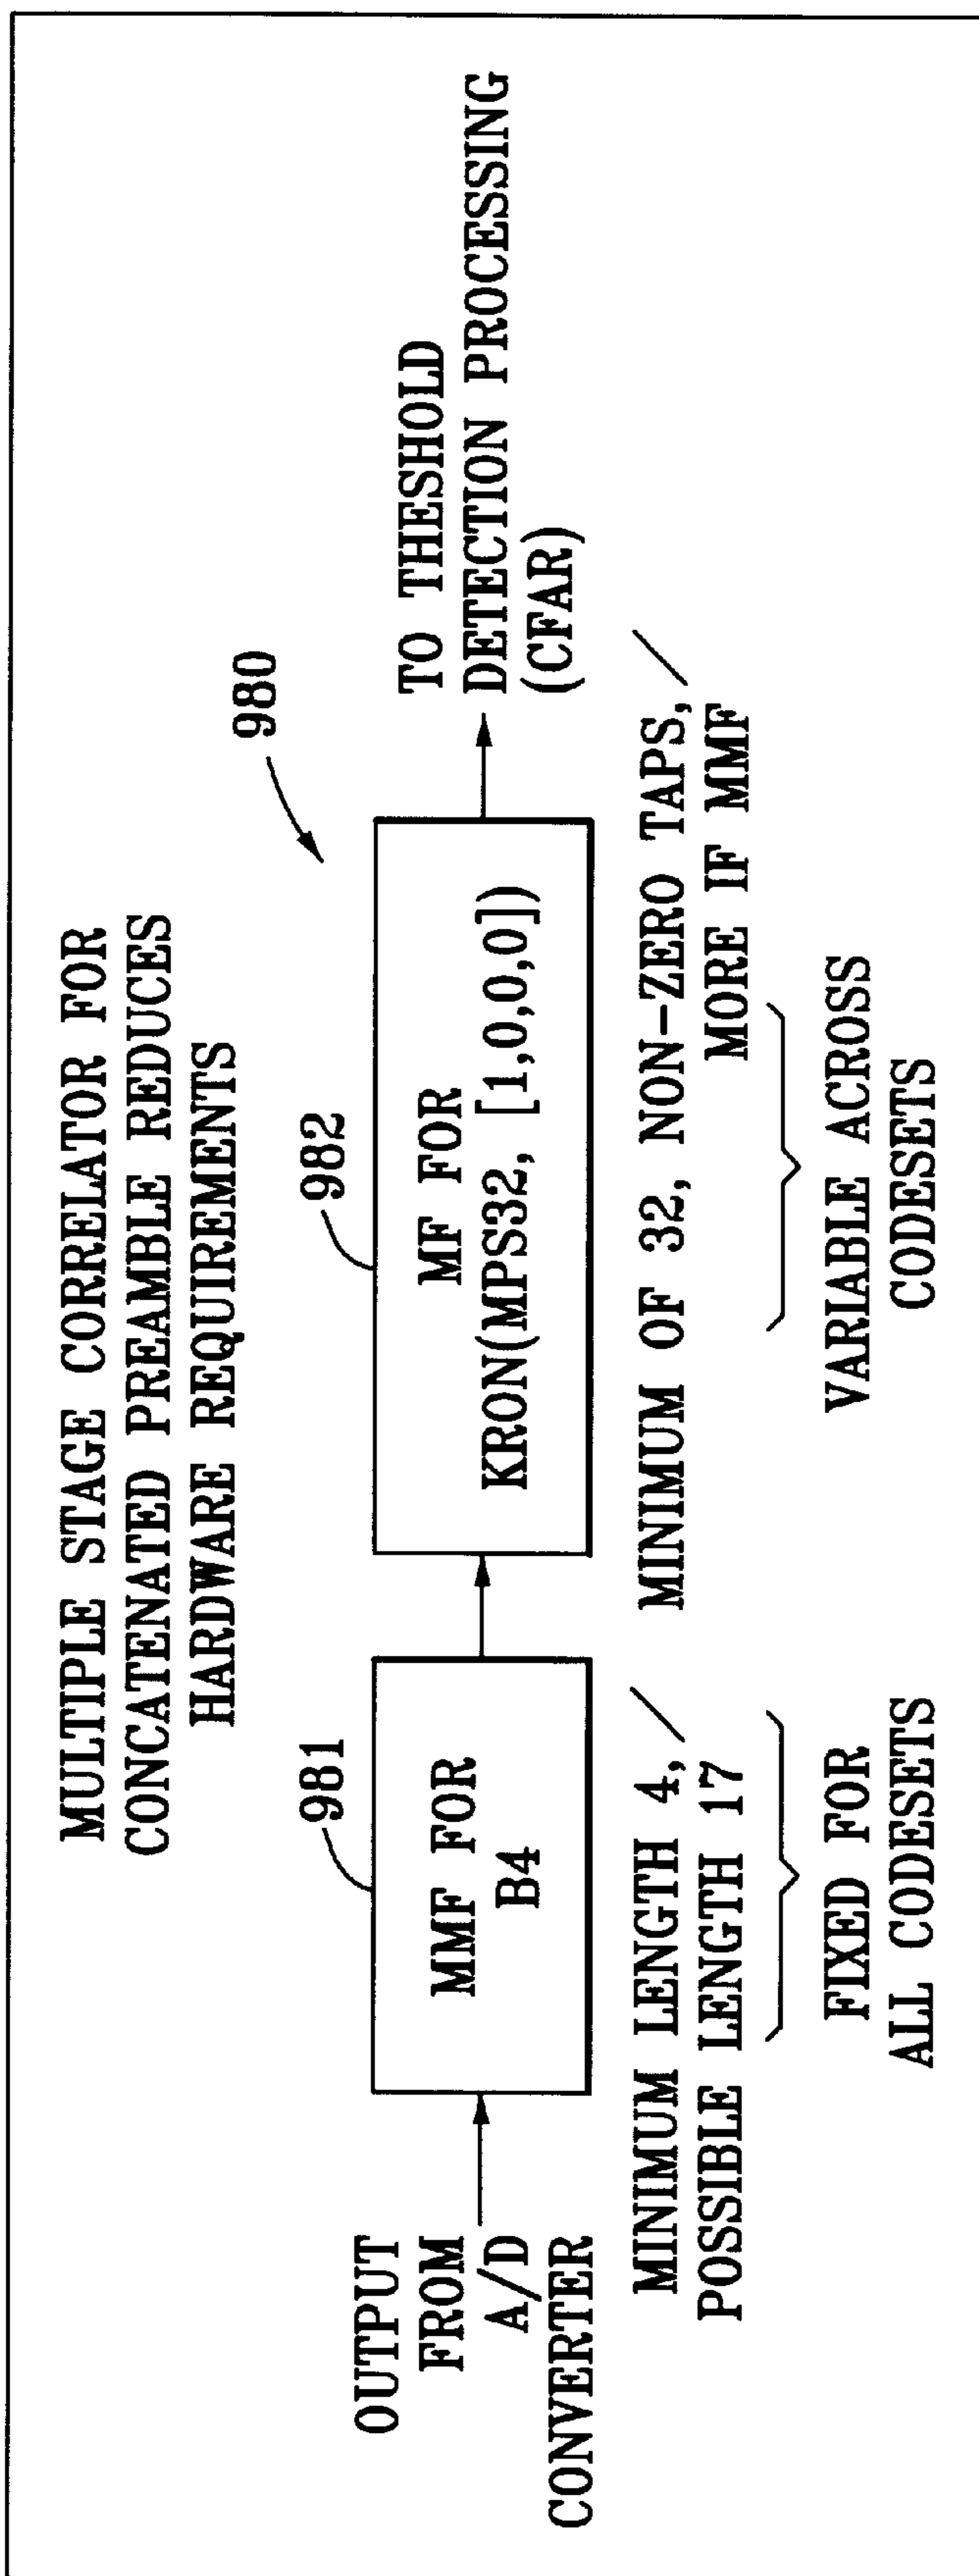 MULTIPLE STAGE CORRELATOR FOR
CONCATENATED PREAMBLE REDUCES
HARDWARE REQUIREMENTS
980
OUTPUT
FROM
A/D
CONVERTER
981
MMF FOR
B4
982
MF FOR
KRON(MPS32, [1,0,0,0])
TO THESHOLD
DETECTION PROCESSING
(CFAR)
MINIMUM LENGTH 4, /
POSSIBLE LENGTH 17
FIXED FOR
ALL CODESETS
MINIMUM OF 32, NON-ZERO TAPS, /
MORE IF MMF
VARIABLE ACROSS
CODESETS